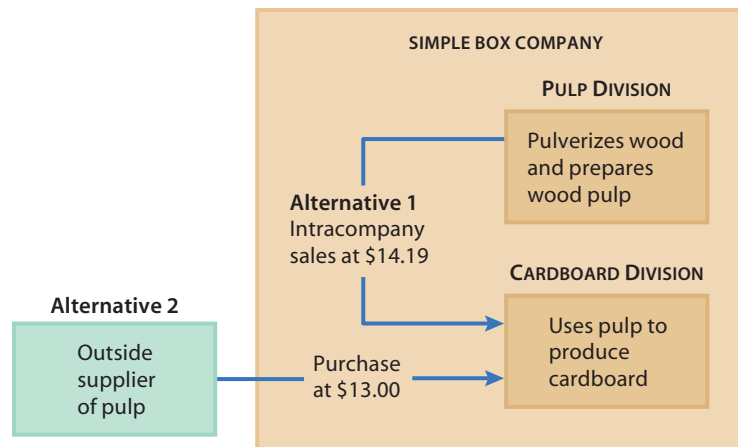 SIMPLE BOX COMPANY
PULP DIVISION
Pulverizes wood
and prepares
wood pulp
Alternative 1
Intracompany
sales at $14.19
CARDBOARD DIVISION
Uses pulp to
produce
cardboard
Alternative 2
Outside
supplier
of pulp
Purchase
at $13.00